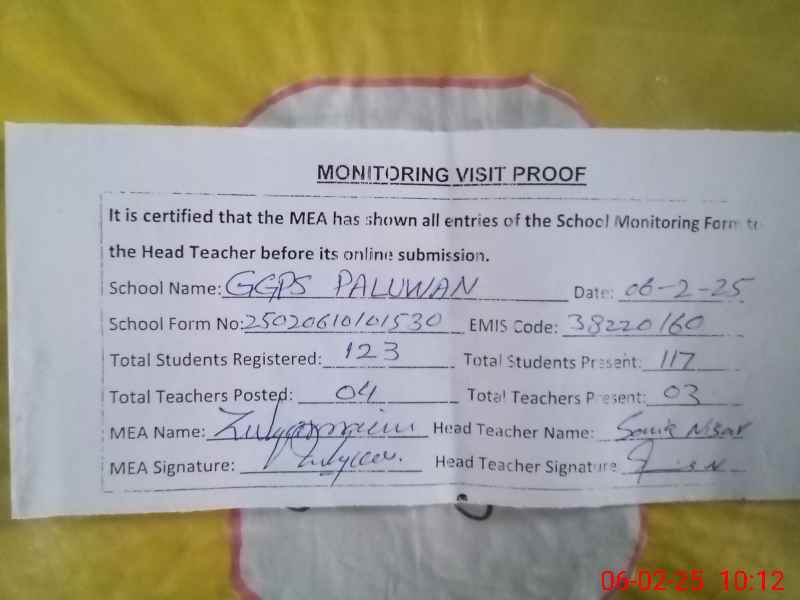 MONITORING VISIT PROOF
It is certified that the MEA has shown all entries of the School Monitoring Form to
the Head Teacher before its online submission.
School Name: GGPS PALUWAN Date: 06-2-25
School Form No: 25020610101530 EMIS Code: 38220160
Total Students Registered: 123 Total Students Present: 117
Total Teachers Posted: 04 Total Teachers Present: 03
MEA Name: Head Teacher Name:
MEA Signature: Head Teacher Signature
06-02-25 10:12